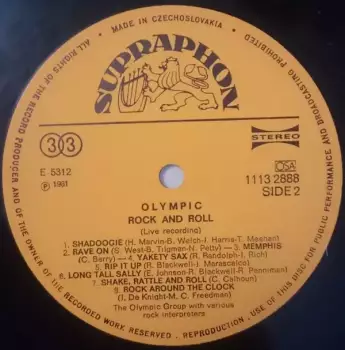 ALL RIGHTS OF THE RECORD PRODUCER AND OF THE OWNER OF THE RECORDED WORK RESERVED . REPRODUCTION . USE OF THIS DISC FOR PUBLIC PERFORMANCE AND BROADCASTING PROHIBITED
MADE IN CZECHOSLOVAKIA
SUPRAPHON
33
STEREO
E 5312
℗ 1981
OSA
1113 2888
SIDE 2
OLYMPIC
ROCK AND ROLL
(Live recording)
1. SHADOOGIE (H. Marvin-B. Welch-J. Harris-T. Meehan)
2. RAVE ON (S. West-B. Tilgman-N. Petty) — 3. MEMPHIS
(C. Berry) — 4. YAKETY SAX (B. Randolph-J. Rich)
5. RIP IT UP (R. Blackwell-J. Marascalco)
6. LONG TALL SALLY (E. Johnson-R. Blackwell-R. Penniman)
7. SHAKE, RATTLE AND ROLL (C. Calhoun)
8. ROCK AROUND THE CLOCK
(J. De Knight-M. C. Freedman)
The Olympic Group with various
rock interpreters